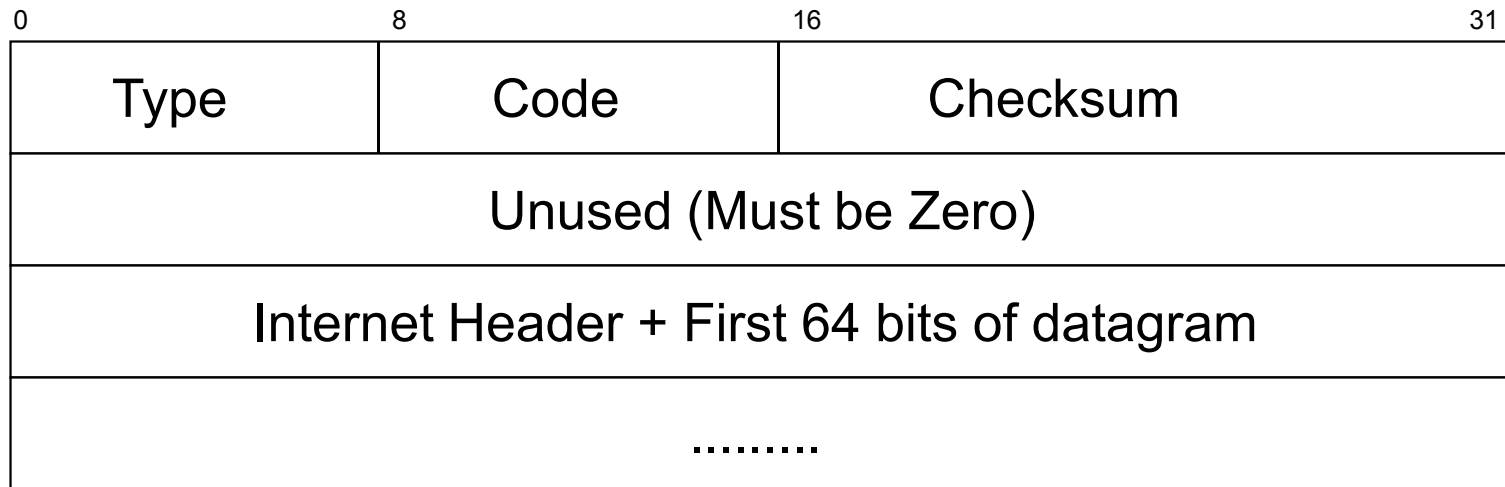 0 8 16 31
Type Code Checksum
Unused (Must be Zero)
Internet Header + First 64 bits of datagram
.........